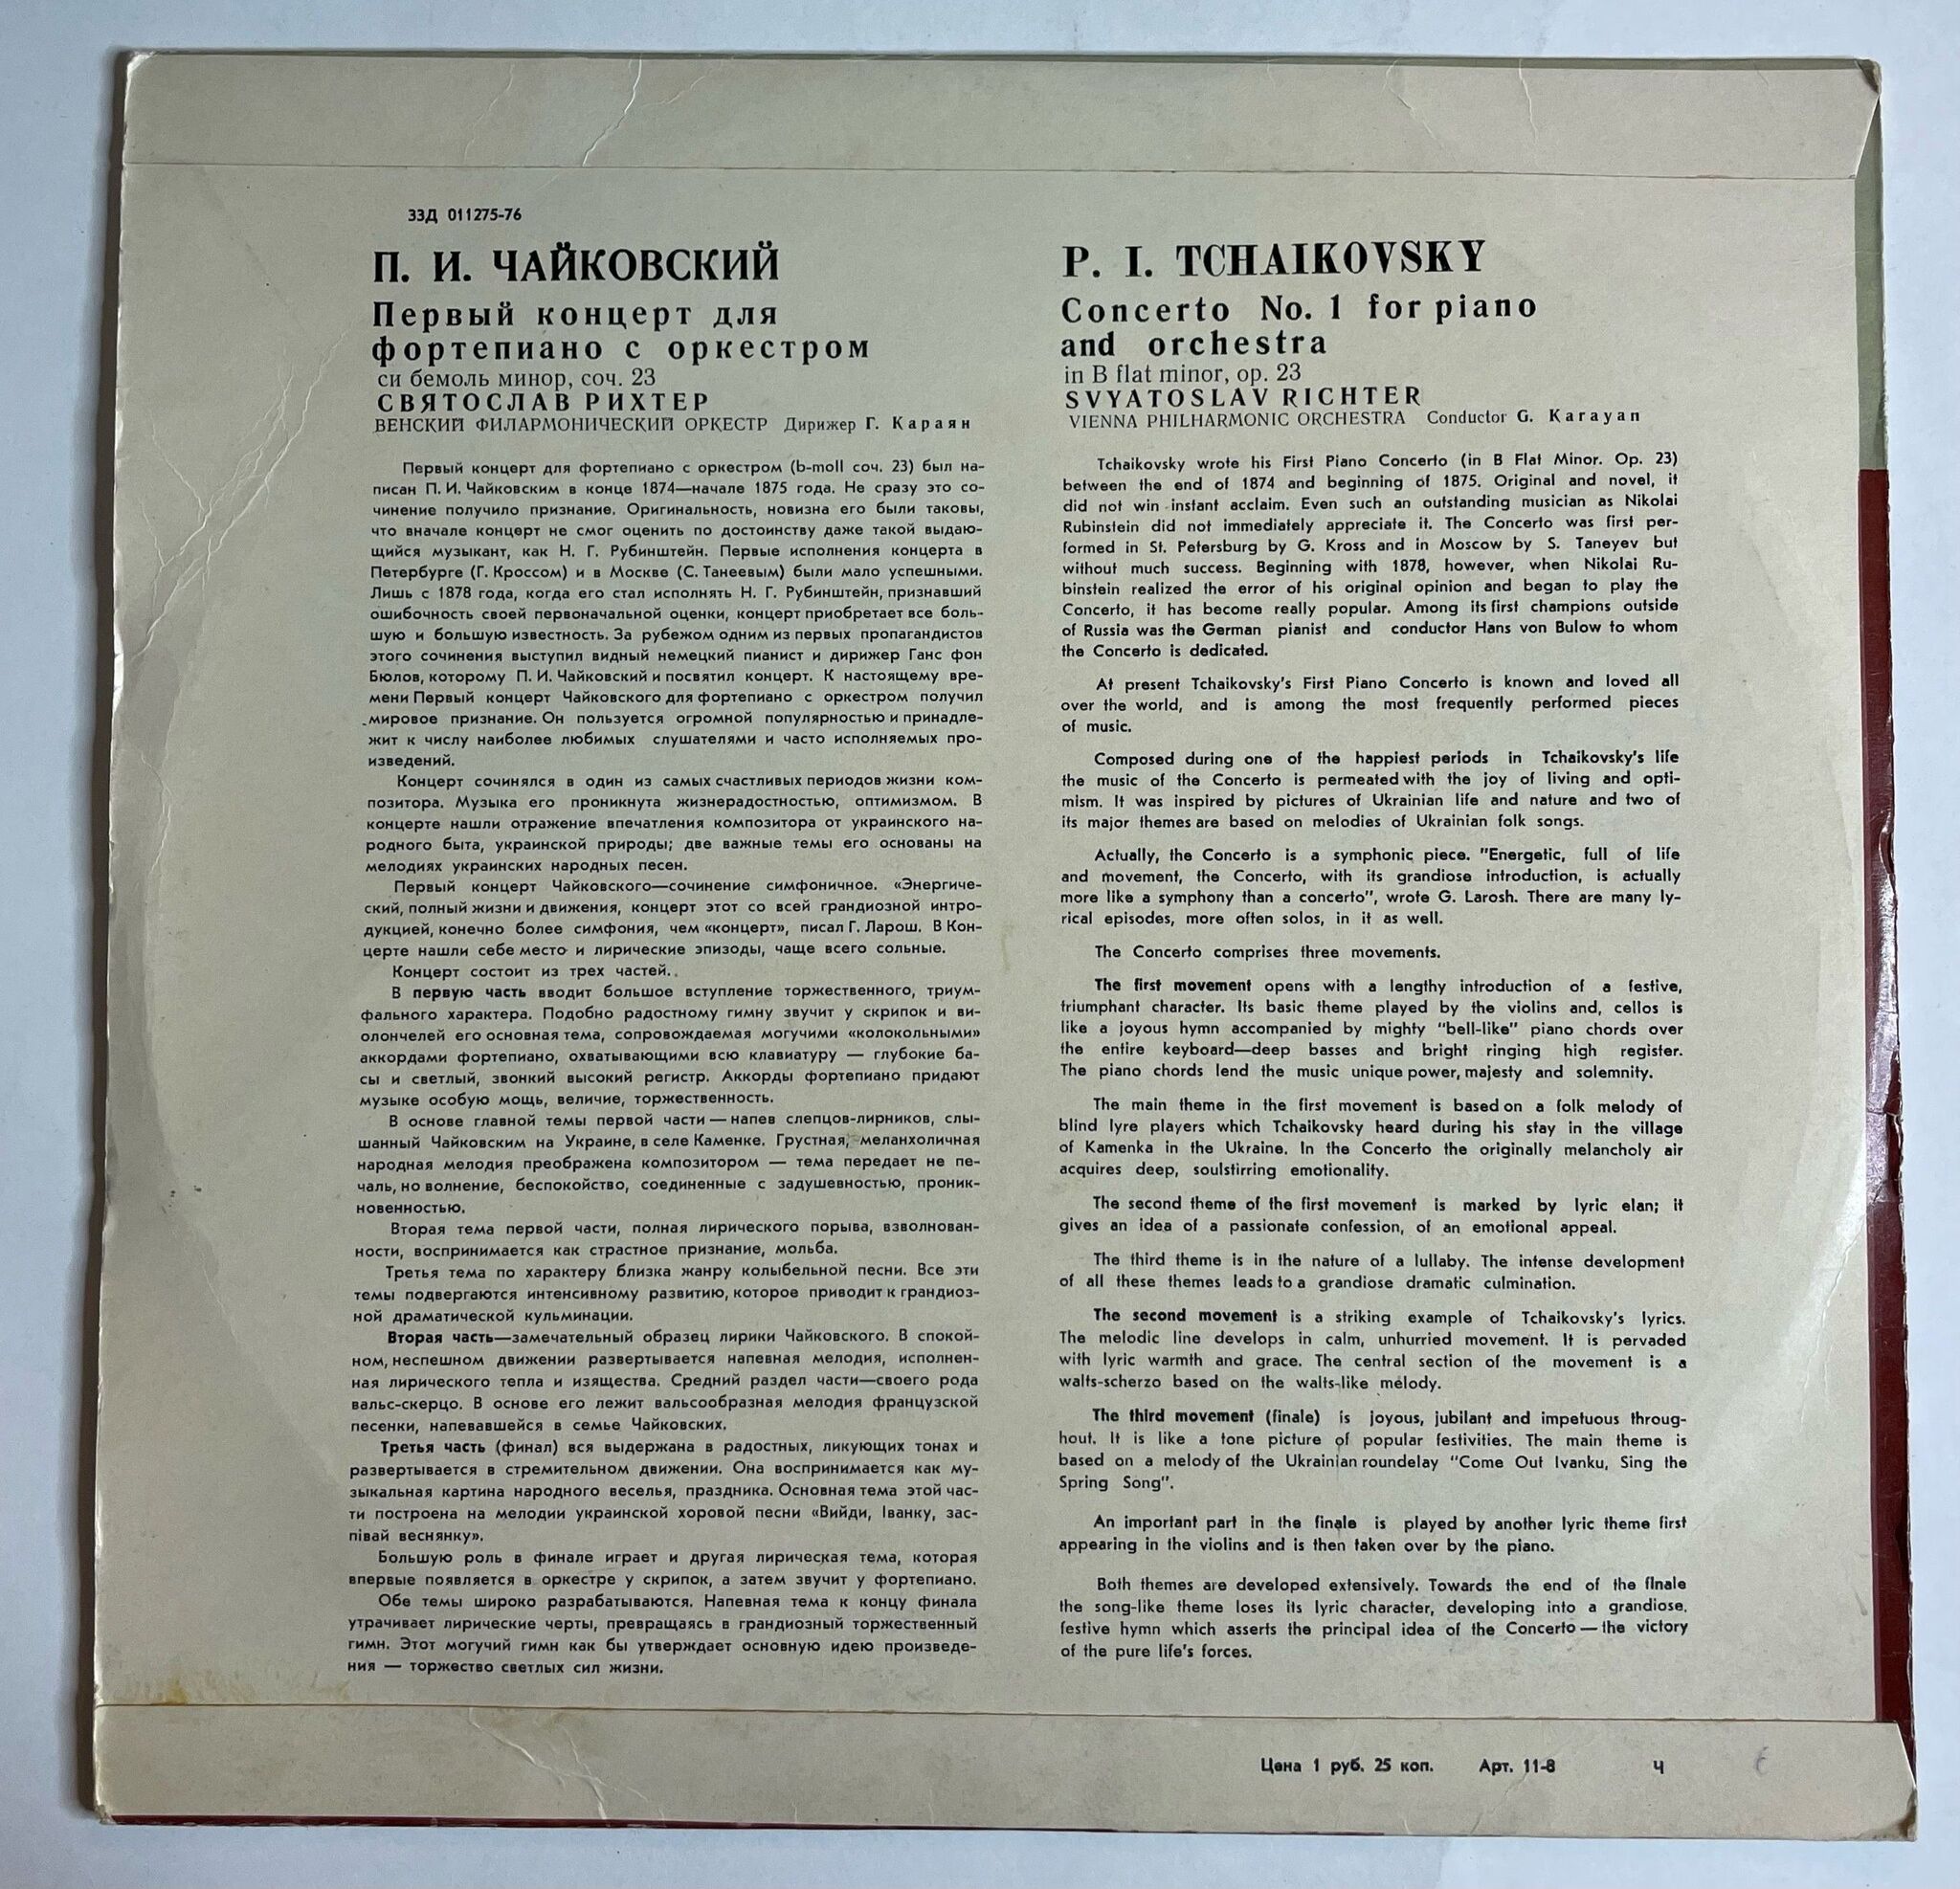 33Д 011275-76
П. И. ЧАЙКОВСКИЙ
Первый концерт для
фортепиано с оркестром
си бемоль минор, соч. 23
СВЯТОСЛАВ РИХТЕР
ВЕНСКИЙ ФИЛАРМОНИЧЕСКИЙ ОРКЕСТР Дирижер Г. Караян
Первый концерт для фортепиано с оркестром (b-moll соч. 23) был на-
писан П. И. Чайковским в конце 1874—начале 1875 года. Не сразу это со-
чинение получило признание. Оригинальность, новизна его были таковы,
что вначале концерт не смог оценить по достоинству даже такой выдаю-
щийся музыкант, как Н. Г. Рубинштейн. Первые исполнения концерта в
Петербурге (Г. Кроссом) и в Москве (С. Танеевым) были мало успешными.
Лишь с 1878 года, когда его стал исполнять Н. Г. Рубинштейн, признавший
ошибочность своей первоначальной оценки, концерт приобретает все боль-
шую и большую известность. За рубежом одним из первых пропагандистов
этого сочинения выступил видный немецкий пианист и дирижер Ганс фон
Бюлов, которому П. И. Чайковский и посвятил концерт. К настоящему вре-
мени Первый концерт Чайковского для фортепиано с оркестром получил
мировое признание. Он пользуется огромной популярностью и принадле-
жит к числу наиболее любимых слушателями и часто исполняемых про-
изведений.
Концерт сочинялся в один из самых счастливых периодов жизни ком-
позитора. Музыка его проникнута жизнерадостностью, оптимизмом. В
концерте нашли отражение впечатления композитора от украинского на-
родного быта, украинской природы; две важные темы его основаны на
мелодиях украинских народных песен.
Первый концерт Чайковского—сочинение симфоничное. «Энергиче-
ский, полный жизни и движения, концерт этот со всей грандиозной интро-
дукцией, конечно более симфония, чем «концерт», писал Г. Ларош. В Кон-
церте нашли себе место и лирические эпизоды, чаще всего сольные.
Концерт состоит из трех частей.
В первую часть вводит большое вступление торжественного, триум-
фального характера. Подобно радостному гимну звучит у скрипок и ви-
олончелей его основная тема, сопровождаемая могучими «колокольными»
аккордами фортепиано, охватывающими всю клавиатуру — глубокие ба-
сы и светлый, звонкий высокий регистр. Аккорды фортепиано придают
музыке особую мощь, величие, торжественность.
В основе главной темы первой части — напев слепцов-лирников, слы-
шанный Чайковским на Украине, в селе Каменке. Грустная, меланхоличная
народная мелодия преображена композитором — тема передает не пе-
чаль, но волнение, беспокойство, соединенные с задушевностью, проник-
новенностью.
Вторая тема первой части, полная лирического порыва, взволнован-
ности, воспринимается как страстное признание, мольба.
Третья тема по характеру близка жанру колыбельной песни. Все эти
темы подвергаются интенсивному развитию, которое приводит к грандиоз-
ной драматической кульминации.
Вторая часть—замечательный образец лирики Чайковского. В спокой-
ном, неспешном движении развертывается напевная мелодия, исполнен-
ная лирического тепла и изящества. Средний раздел части—своего рода
вальс-скерцо. В основе его лежит вальсообразная мелодия французской
песенки, напевавшейся в семье Чайковских.
Третья часть (финал) вся выдержана в радостных, ликующих тонах и
развертывается в стремительном движении. Она воспринимается как му-
зыкальная картина народного веселья, праздника. Основная тема этой час-
ти построена на мелодии украинской хоровой песни «Вийди, Іванку, зас-
півай веснянку».
Большую роль в финале играет и другая лирическая тема, которая
впервые появляется в оркестре у скрипок, а затем звучит у фортепиано.
Обе темы широко разрабатываются. Напевная тема к концу финала
утрачивает лирические черты, превращаясь в грандиозный торжественный
гимн. Этот могучий гимн как бы утверждает основную идею произведе-
ния — торжество светлых сил жизни.
P. I. TCHAIKOVSKY
Concerto No. 1 for piano
and orchestra
in B flat minor, op. 23
SVYATOSLAV RICHTER
VIENNA PHILHARMONIC ORCHESTRA Conductor G. Karayan
Tchaikovsky wrote his First Piano Concerto (in B Flat Minor. Op. 23)
between the end of 1874 and beginning of 1875. Original and novel, it
did not win instant acclaim. Even such an outstanding musician as Nikolai
Rubinstein did not immediately appreciate it. The Concerto was first per-
formed in St. Petersburg by G. Kross and in Moscow by S. Taneyev but
without much success. Beginning with 1878, however, when Nikolai Ru-
binstein realized the error of his original opinion and began to play the
Concerto, it has become really popular. Among its first champions outside
of Russia was the German pianist and conductor Hans von Bulow to whom
the Concerto is dedicated.
At present Tchaikovsky's First Piano Concerto is known and loved all
over the world, and is among the most frequently performed pieces
of music.
Composed during one of the happiest periods in Tchaikovsky's life
the music of the Concerto is permeated with the joy of living and opti-
mism. It was inspired by pictures of Ukrainian life and nature and two of
its major themes are based on melodies of Ukrainian folk songs.
Actually, the Concerto is a symphonic piece. "Energetic, full of life
and movement, the Concerto, with its grandiose introduction, is actually
more like a symphony than a concerto", wrote G. Larosh. There are many ly-
rical episodes, more often solos, in it as well.
The Concerto comprises three movements.
The first movement opens with a lengthy introduction of a festive,
triumphant character. Its basic theme played by the violins and, cellos is
like a joyous hymn accompanied by mighty "bell-like" piano chords over
the entire keyboard—deep basses and bright ringing high register.
The piano chords lend the music unique power, majesty and solemnity.
The main theme in the first movement is based on a folk melody of
blind lyre players which Tchaikovsky heard during his stay in the village
of Kamenka in the Ukraine. In the Concerto the originally melancholy air
acquires deep, soulstirring emotionality.
The second theme of the first movement is marked by lyric elan; it
gives an idea of a passionate confession, of an emotional appeal.
The third theme is in the nature of a lullaby. The intense development
of all these themes leads to a grandiose dramatic culmination.
The second movement is a striking example of Tchaikovsky's lyrics.
The melodic line develops in calm, unhurried movement. It is pervaded
with lyric warmth and grace. The central section of the movement is a
walts-scherzo based on the walts-like melody.
The third movement (finale) is joyous, jubilant and impetuous throug-
hout. It is like a tone picture of popular festivities. The main theme is
based on a melody of the Ukrainian roundelay "Come Out Ivanku, Sing the
Spring Song".
An important part in the finale is played by another lyric theme first
appearing in the violins and is then taken over by the piano.
Both themes are developed extensively. Towards the end of the finale
the song-like theme loses its lyric character, developing into a grandiose,
festive hymn which asserts the principal idea of the Concerto — the victory
of the pure life's forces.
Цена 1 руб. 25 коп. Арт. 11-8 Ч